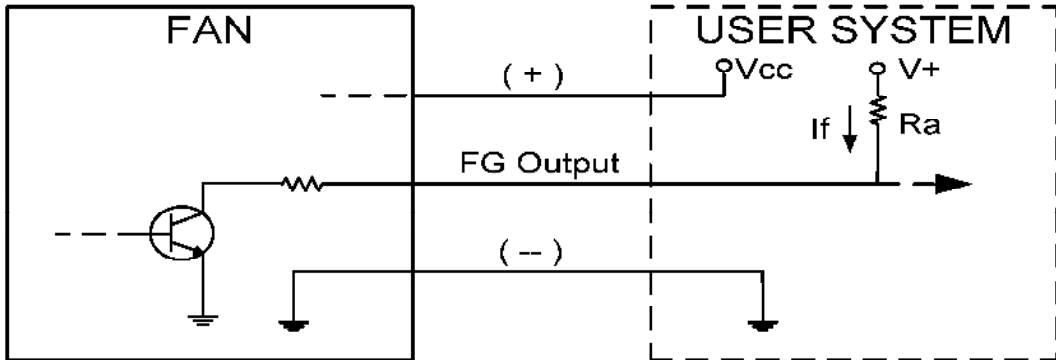 FAN
USER SYSTEM
( + )
Vcc
V+
If
Ra
FG Output
( -- )